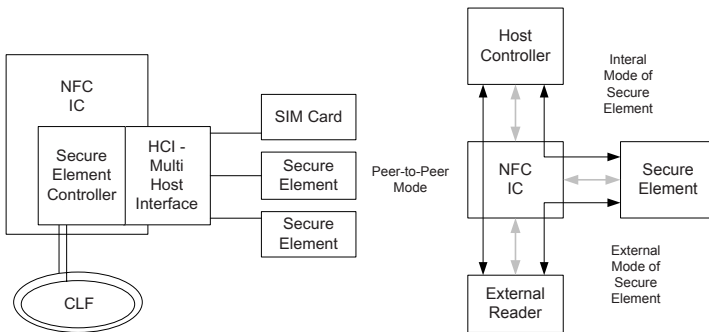 NFC
IC
Secure
Element
Controller
HCI -
Multi
Host
Interface
SIM Card
Secure
Element
Secure
Element
CLF
Host
Controller
Interal
Mode of
Secure
Element
Peer-to-Peer
Mode
NFC
IC
Secure
Element
External
Reader
External
Mode of
Secure
Element